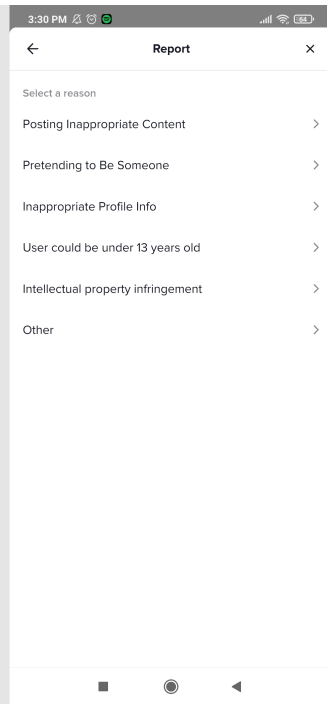 3:30 PM 64
Report
Select a reason
Posting Inappropriate Content
Pretending to Be Someone
Inappropriate Profile Info
User could be under 13 years old
Intellectual property infringement
Other